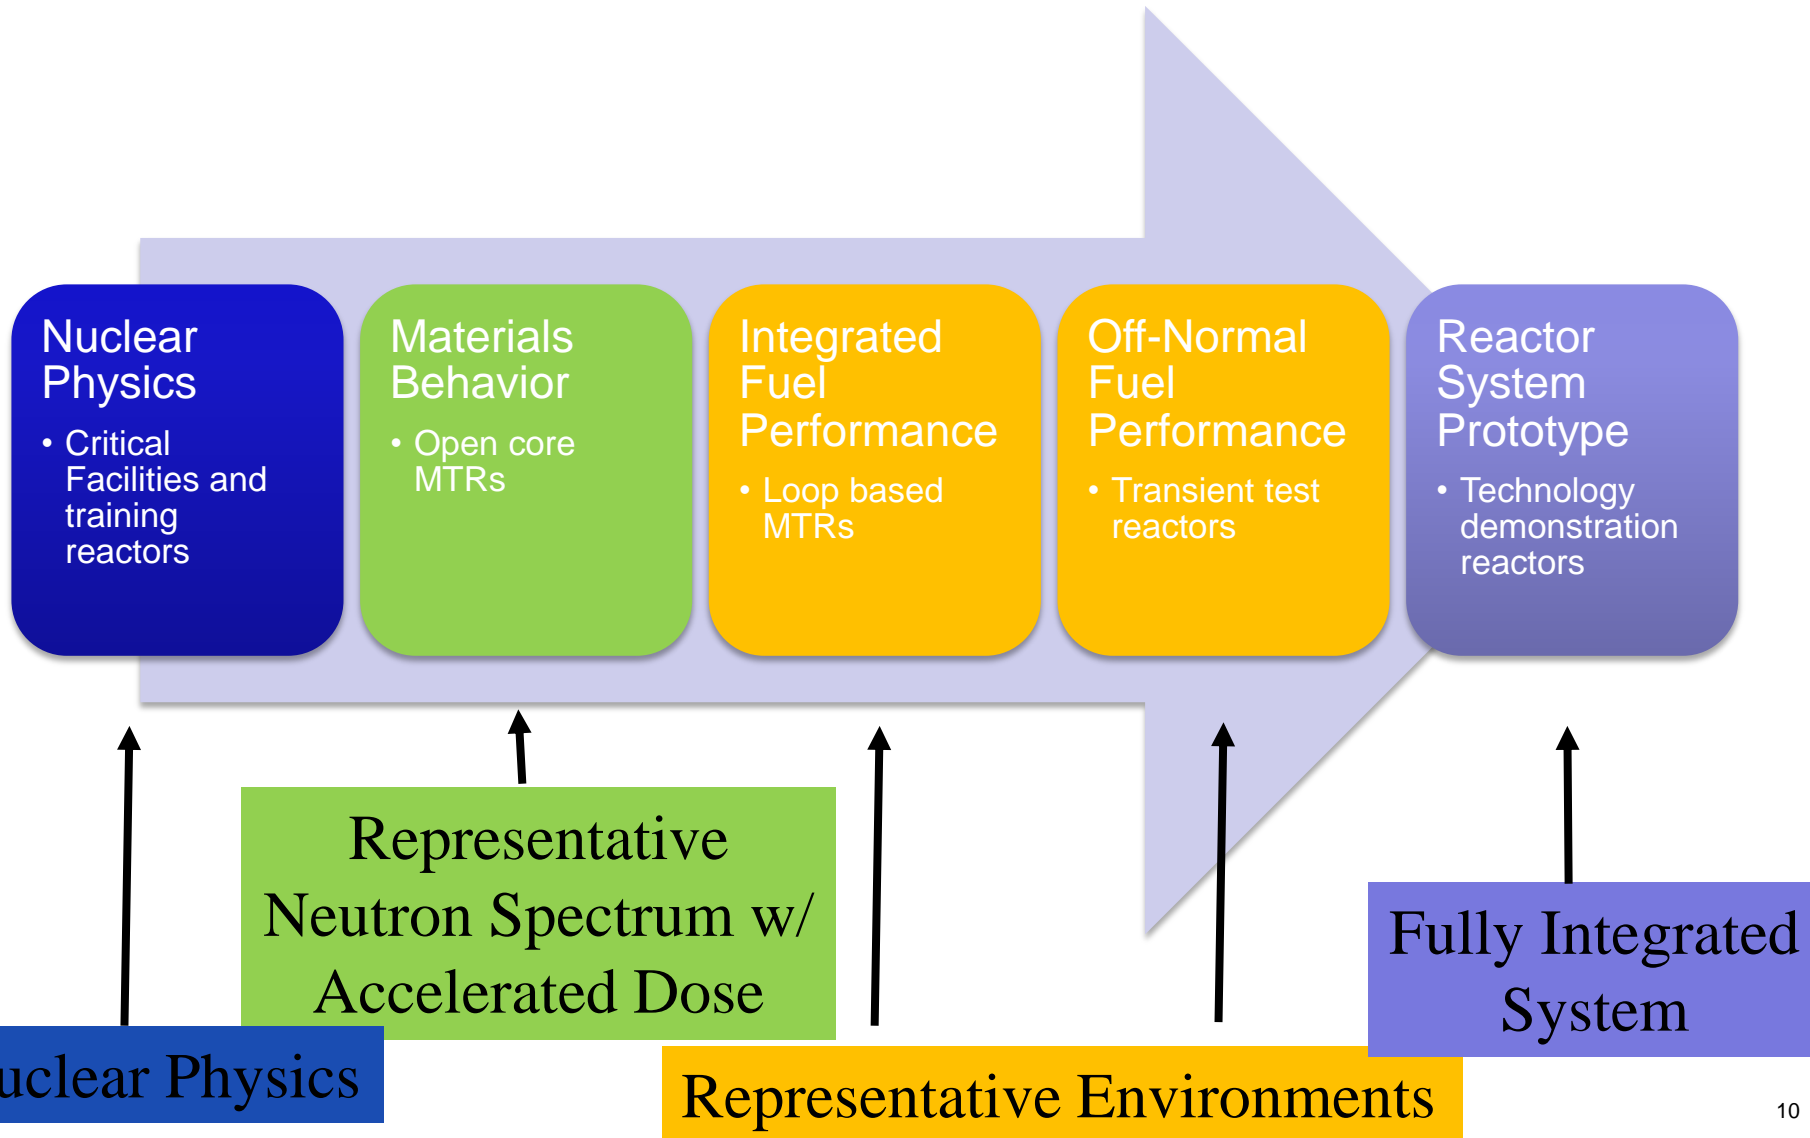 Nuclear
Physics
• Critical
Facilities and
training
reactors
Materials
Behavior
• Open core
MTRs
Integrated
Fuel
Performance
• Loop based
MTRs
Off-Normal
Fuel
Performance
• Transient test
reactors
Reactor
System
Prototype
• Technology
demonstration
reactors
Representative
Neutron Spectrum w/
Accelerated Dose
Fully Integrated
System
uclear Physics
Representative Environments
10